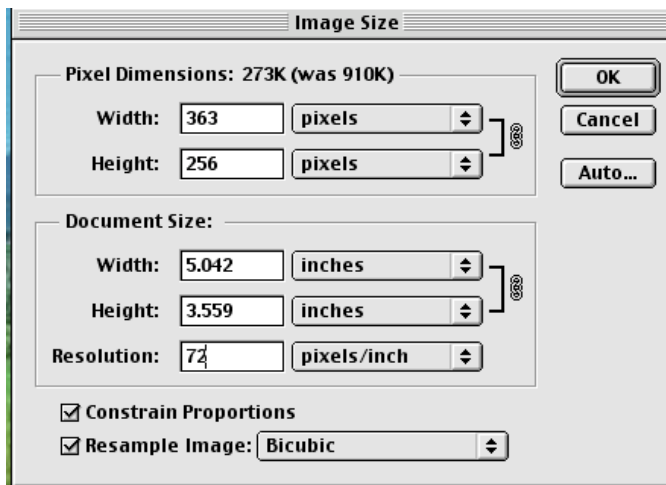 Image Size
Pixel Dimensions: 273K (was 910K)
OK
Width: 363 pixels
Cancel
Height: 256 pixels
Auto...
Document Size:
Width: 5.042 inches
Height: 3.559 inches
Resolution: 72 pixels/inch
Constrain Proportions
Resample Image: Bicubic